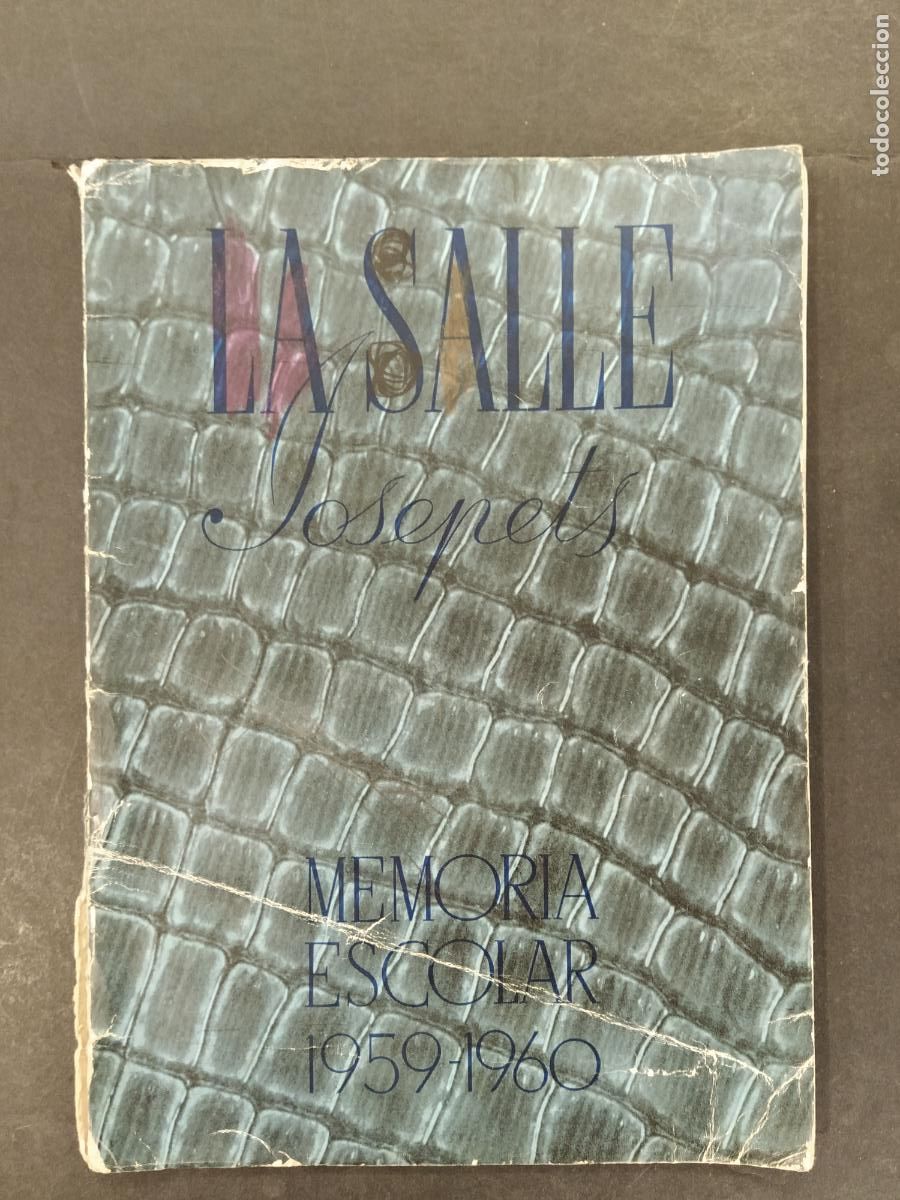 LA SALLE
Josepets
MEMORIA
ESCOLAR
1959-1960
todocoleccion